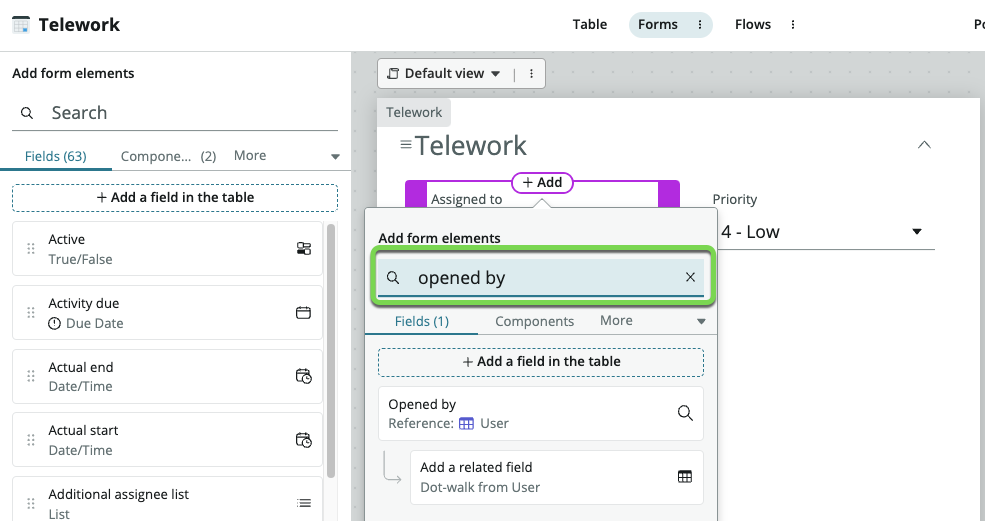 Telework
Table Forms Flows
Add form elements
Search
Fields (63) Compone... (2) More
+ Add a field in the table
Active
True/False
Activity due
Due Date
Actual end
Date/Time
Actual start
Date/Time
Additional assignee list
List
Default view
Telework
Telework
+ Add
Assigned to
Priority
4 - Low
Add form elements
opened by
Fields (1) Components More
+ Add a field in the table
Opened by
Reference: User
Add a related field
Dot-walk from User